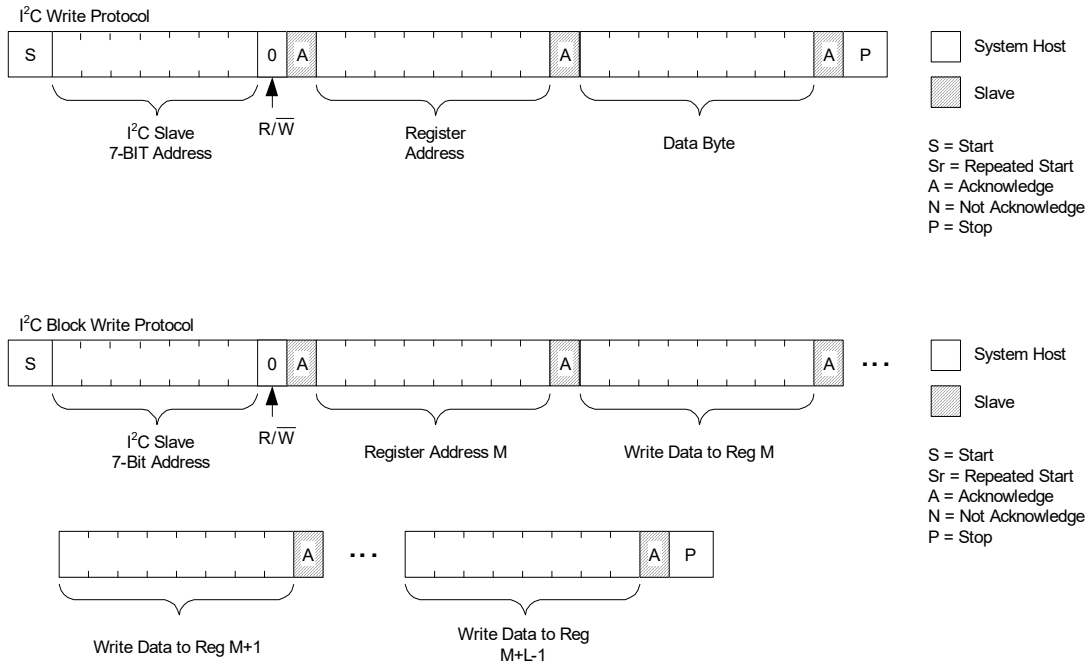 I²C Write Protocol
S 0 A A A P
R/W̅
I²C Slave
7-BIT Address
Register
Address
Data Byte
System Host
Slave
S = Start
Sr = Repeated Start
A = Acknowledge
N = Not Acknowledge
P = Stop
I²C Block Write Protocol
S 0 A A A ...
R/W̅
I²C Slave
7-Bit Address
Register Address M
Write Data to Reg M
System Host
Slave
S = Start
Sr = Repeated Start
A = Acknowledge
N = Not Acknowledge
P = Stop
A ... A P
Write Data to Reg M+1
Write Data to Reg
M+L-1